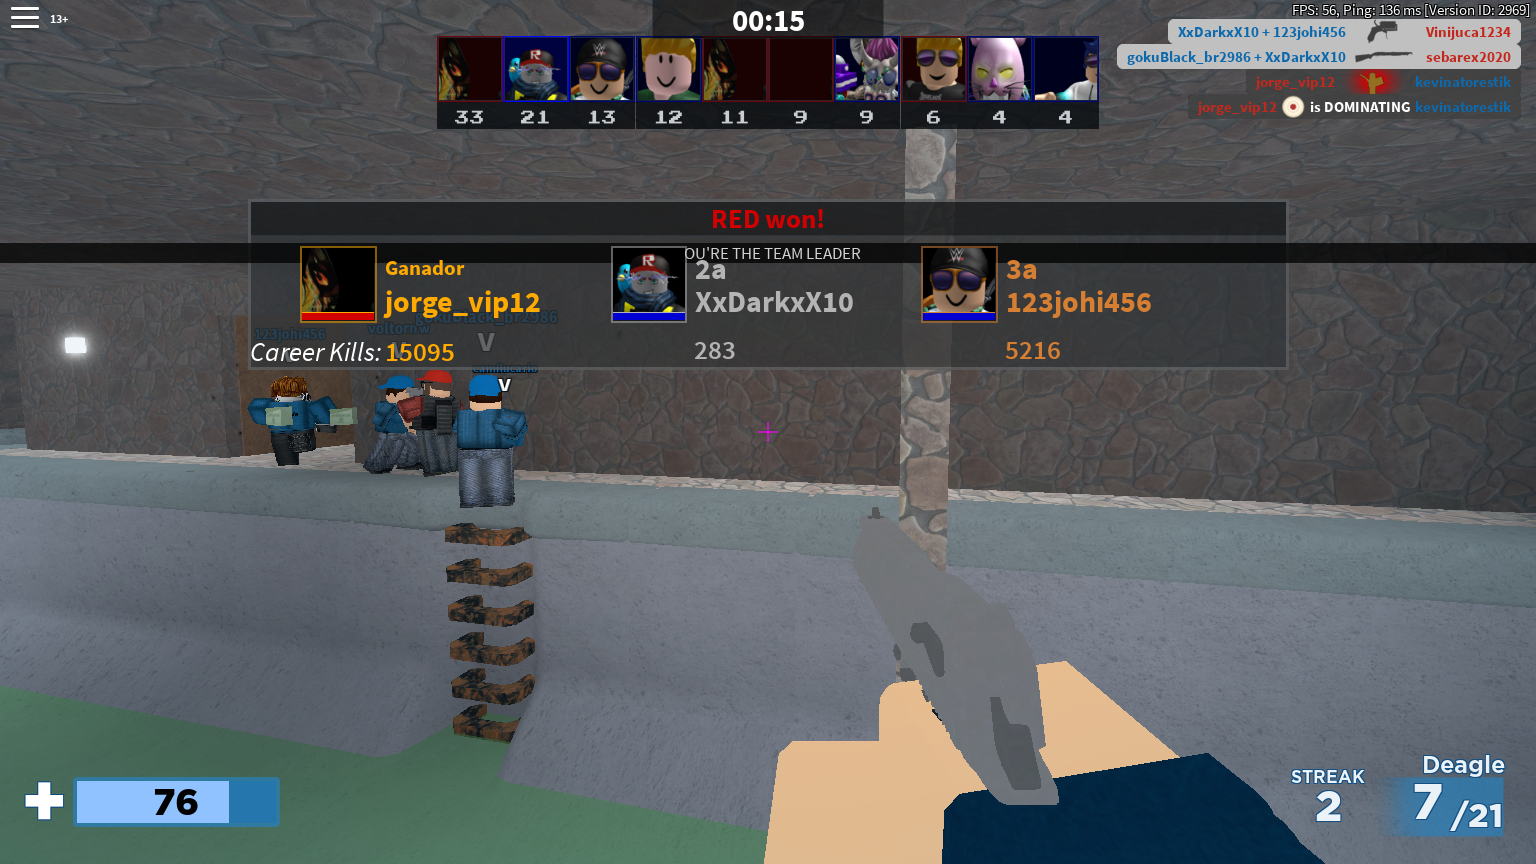 13+
00:15
FPS: 56, Ping: 136 ms [Version ID: 2969]
XxDarkxX10 + 123johi456 Vinijuca1234
gokuBlack_br2986 + XxDarkxX10 sebarex2020
jorge_vip12 kevinatorestik
jorge_vip12 is DOMINATING kevinatorestik
33 21 13 12 11 9 9 6 4 4
RED won!
OU'RE THE TEAM LEADER
Ganador 2a 3a
jorge_vip12 XxDarkxX10 123johi456
gokuBlack_br2986
123johi456 voltornw V
Career Kills: 15095 283 5216
V
76
STREAK
2
Deagle
7/21